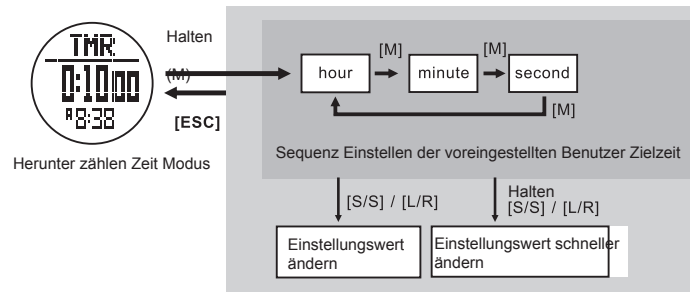 TMR
0:10 00
A 8:38
Halten
(M)
[ESC]
Herunter zählen Zeit Modus
hour
[M]
minute
[M]
second
[M]
Sequenz Einstellen der voreingestellten Benutzer Zielzeit
[S/S] / [L/R]
Halten
[S/S] / [L/R]
Einstellungswert
ändern
Einstellungswert schneller
ändern